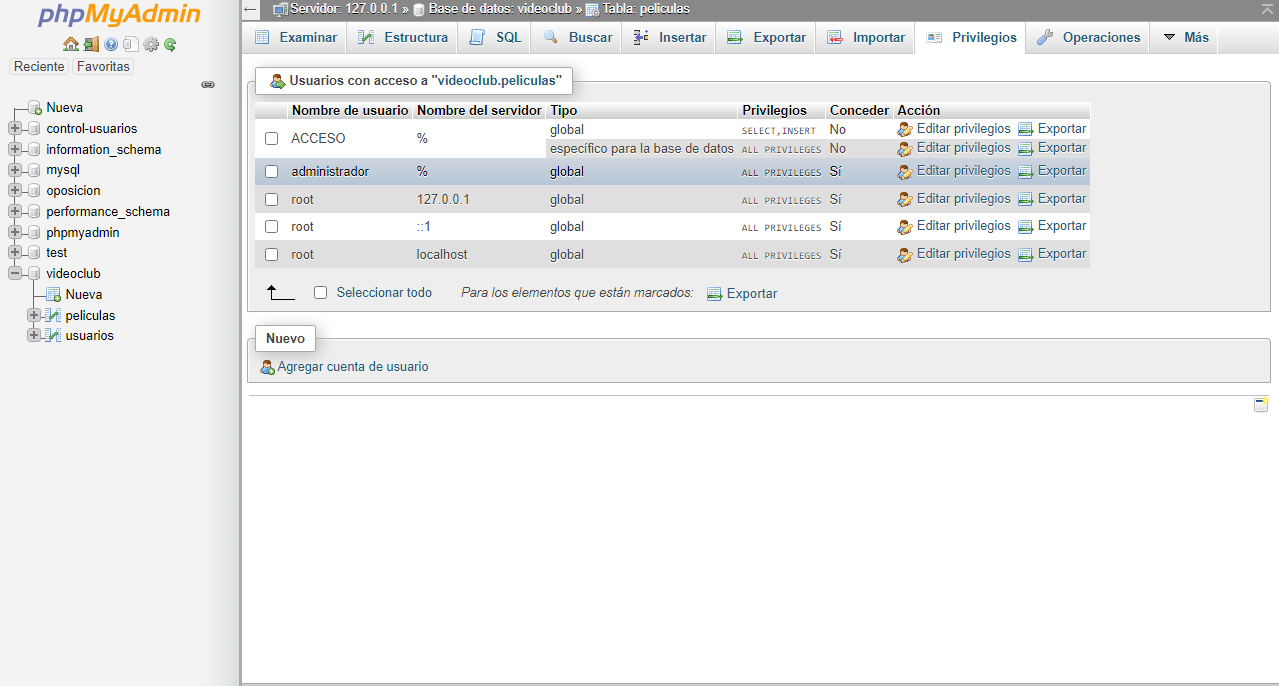 phpMyAdmin
Reciente Favoritas
Nueva
control-usuarios
information_schema
mysql
oposicion
performance_schema
phpmyadmin
test
videoclub
Nueva
peliculas
usuarios
← Servidor: 127.0.0.1 » Base de datos: videoclub » Tabla: peliculas
Examinar Estructura SQL Buscar Insertar Exportar Importar Privilegios Operaciones Más
Usuarios con acceso a "videoclub.peliculas"
Nombre de usuario Nombre del servidor Tipo Privilegios Conceder Acción
ACCESO % global SELECT,INSERT No Editar privilegios Exportar
específico para la base de datos ALL PRIVILEGES No Editar privilegios Exportar
administrador % global ALL PRIVILEGES Sí Editar privilegios Exportar
root 127.0.0.1 global ALL PRIVILEGES Sí Editar privilegios Exportar
root ::1 global ALL PRIVILEGES Sí Editar privilegios Exportar
root localhost global ALL PRIVILEGES Sí Editar privilegios Exportar
Seleccionar todo Para los elementos que están marcados: Exportar
Nuevo
Agregar cuenta de usuario